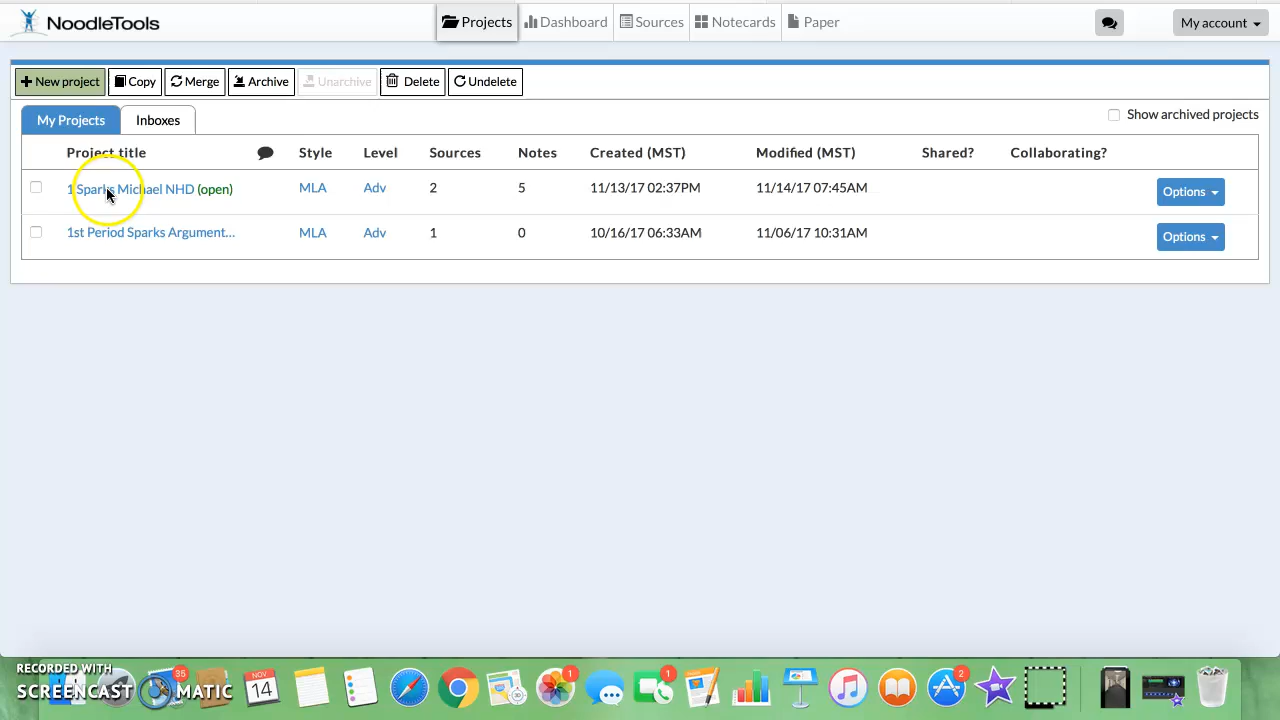 NoodleTools
Projects Dashboard Sources Notecards Paper
My account
New project Copy Merge Archive Unarchive Delete Undelete
My Projects Inboxes
Show archived projects
Project title Style Level Sources Notes Created (MST) Modified (MST) Shared? Collaborating?
1 Sparks Michael NHD (open) MLA Adv 2 5 11/13/17 02:37PM 11/14/17 07:45AM Options
1st Period Sparks Argument... MLA Adv 1 0 10/16/17 06:33AM 11/06/17 10:31AM Options
RECORDED WITH
SCREENCAST MATIC
35
NOV
14
1
1
2